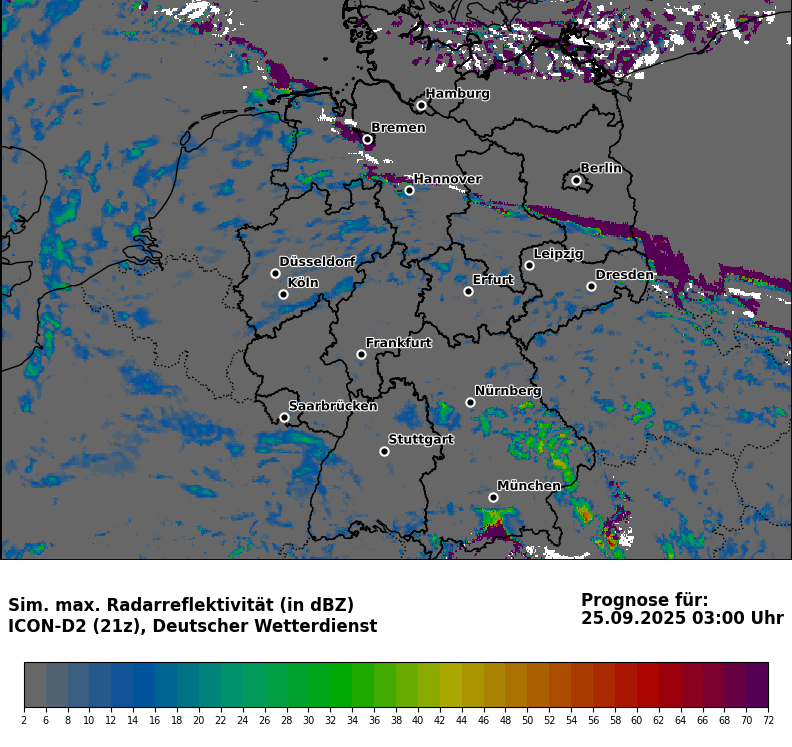 Hamburg
Bremen
Berlin
Hannover
Leipzig
Düsseldorf
Dresden
Köln
Erfurt
Frankfurt
Nürnberg
Saarbrücken
Stuttgart
München
Sim. max. Radarreflektivität (in dBZ)
ICON-D2 (21z), Deutscher Wetterdienst
Prognose für:
25.09.2025 03:00 Uhr
2 6 8 10 12 14 16 18 20 22 24 26 28 30 32 34 36 38 40 42 44 46 48 50 52 54 56 58 60 62 64 66 68 70 72